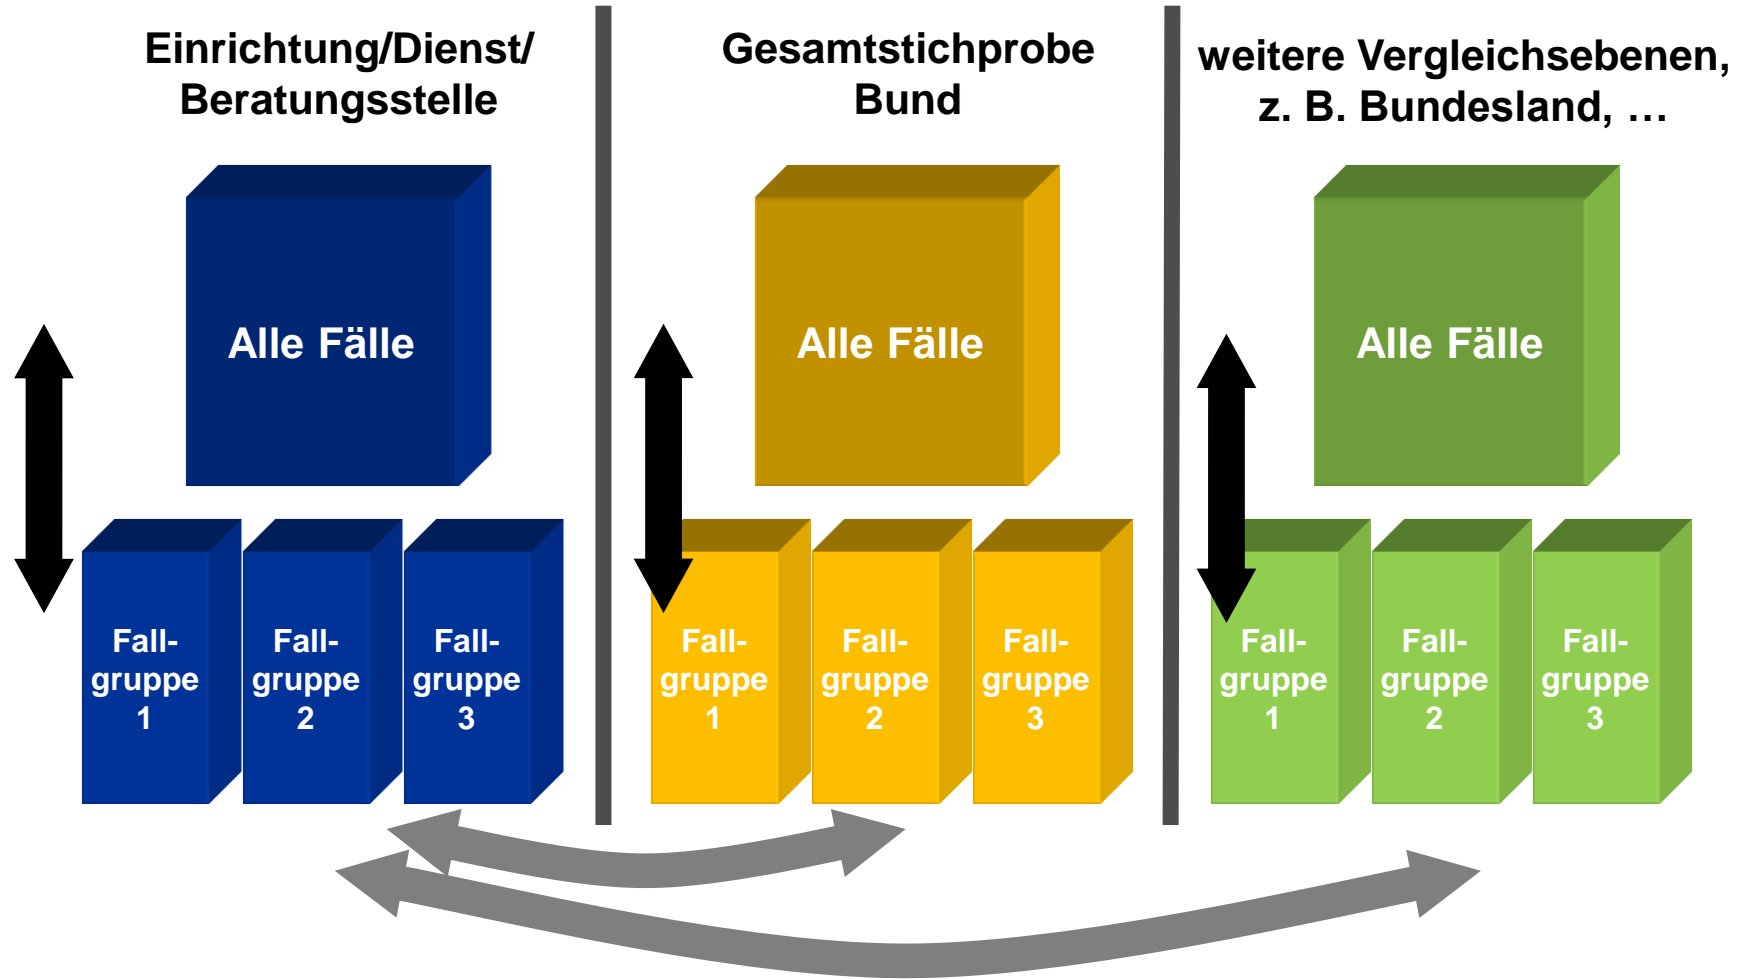 Einrichtung/Dienst/
Beratungsstelle
Gesamtstichprobe
Bund
weitere Vergleichsebenen,
z. B. Bundesland, …
Alle Fälle
Alle Fälle
Alle Fälle
Fall-
gruppe
1
Fall-
gruppe
2
Fall-
gruppe
3
Fall-
gruppe
1
Fall-
gruppe
2
Fall-
gruppe
3
Fall-
gruppe
1
Fall-
gruppe
2
Fall-
gruppe
3